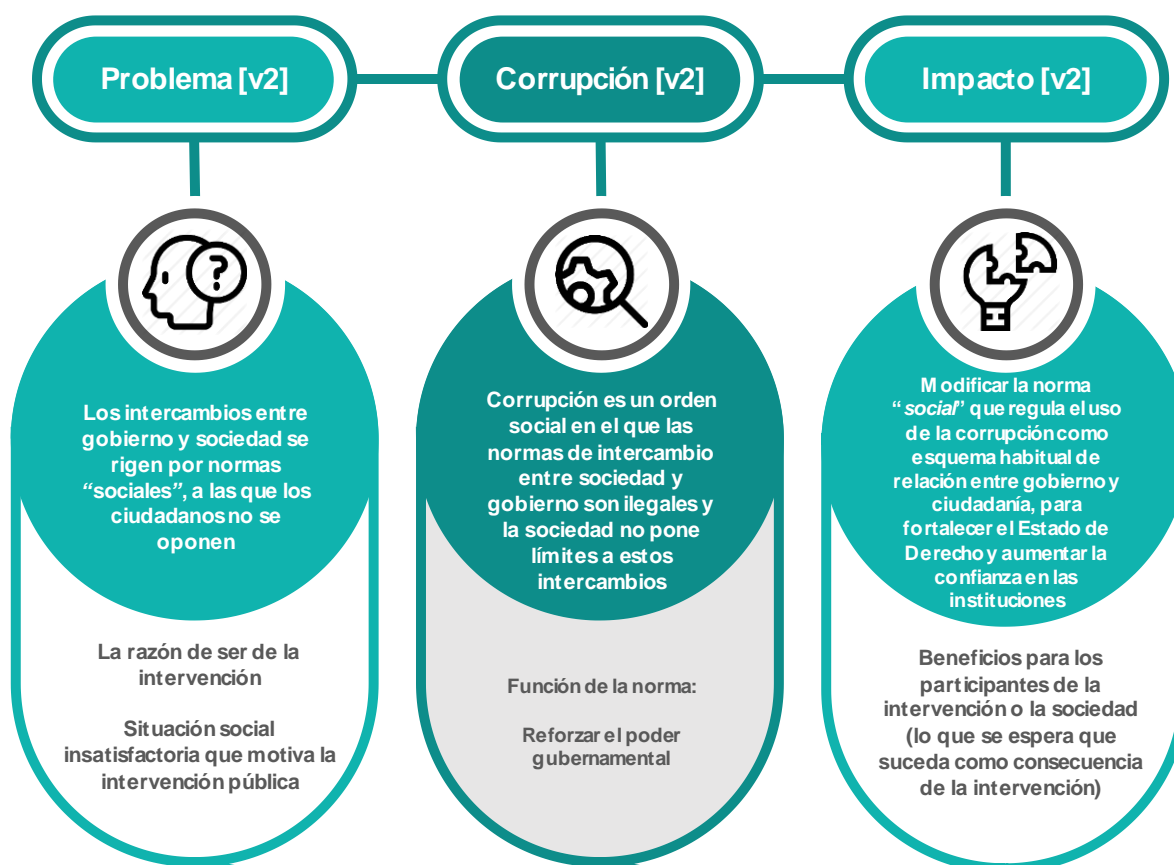 Problema [v2]
Corrupción [v2]
Impacto [v2]
?
Los intercambios entre
gobierno y sociedad se
rigen por normas
“sociales”, a las que los
ciudadanos no se
oponen
La razón de ser de la
intervención
Situación social
insatisfactoria que motiva la
intervención pública
Corrupción es un orden
social en el que las
normas de intercambio
entre sociedad y
gobierno son ilegales y
la sociedad no pone
límites a estos
intercambios
Función de la norma:
Reforzar el poder
gubernamental
Modificar la norma
“social” que regula el uso
de la corrupción como
esquema habitual de
relación entre gobierno y
ciudadanía, para
fortalecer el Estado de
Derecho y aumentar la
confianza en las
instituciones
Beneficios para los
participantes de la
intervención o la sociedad
(lo que se espera que
suceda como consecuencia
de la intervención)